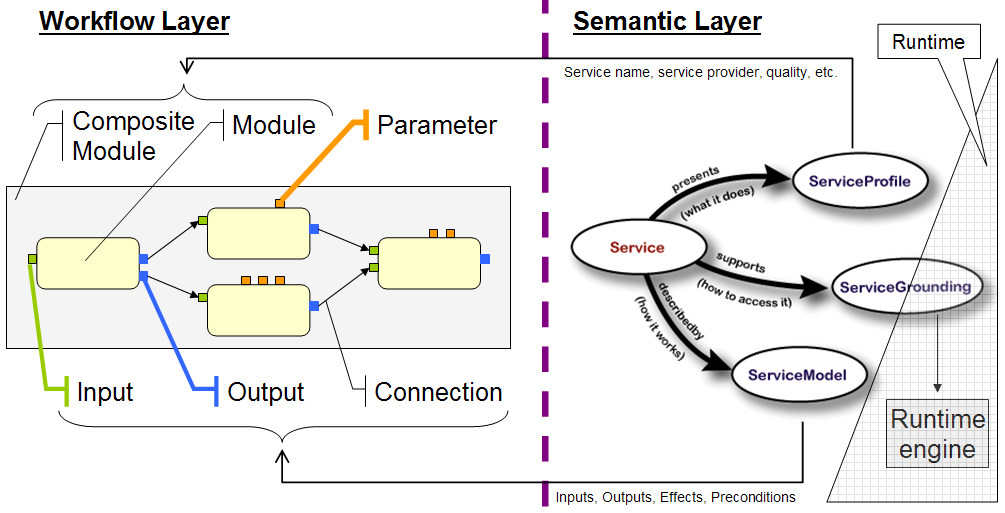 Workflow Layer
Semantic Layer
Runtime
Service name, service provider, quality, etc.
Composite
Module
Module
Parameter
presents
(what it does)
ServiceProfile
Service
supports
(how to access it)
ServiceGrounding
describedby
(how it works)
ServiceModel
Input
Output
Connection
Runtime
engine
Inputs, Outputs, Effects, Preconditions